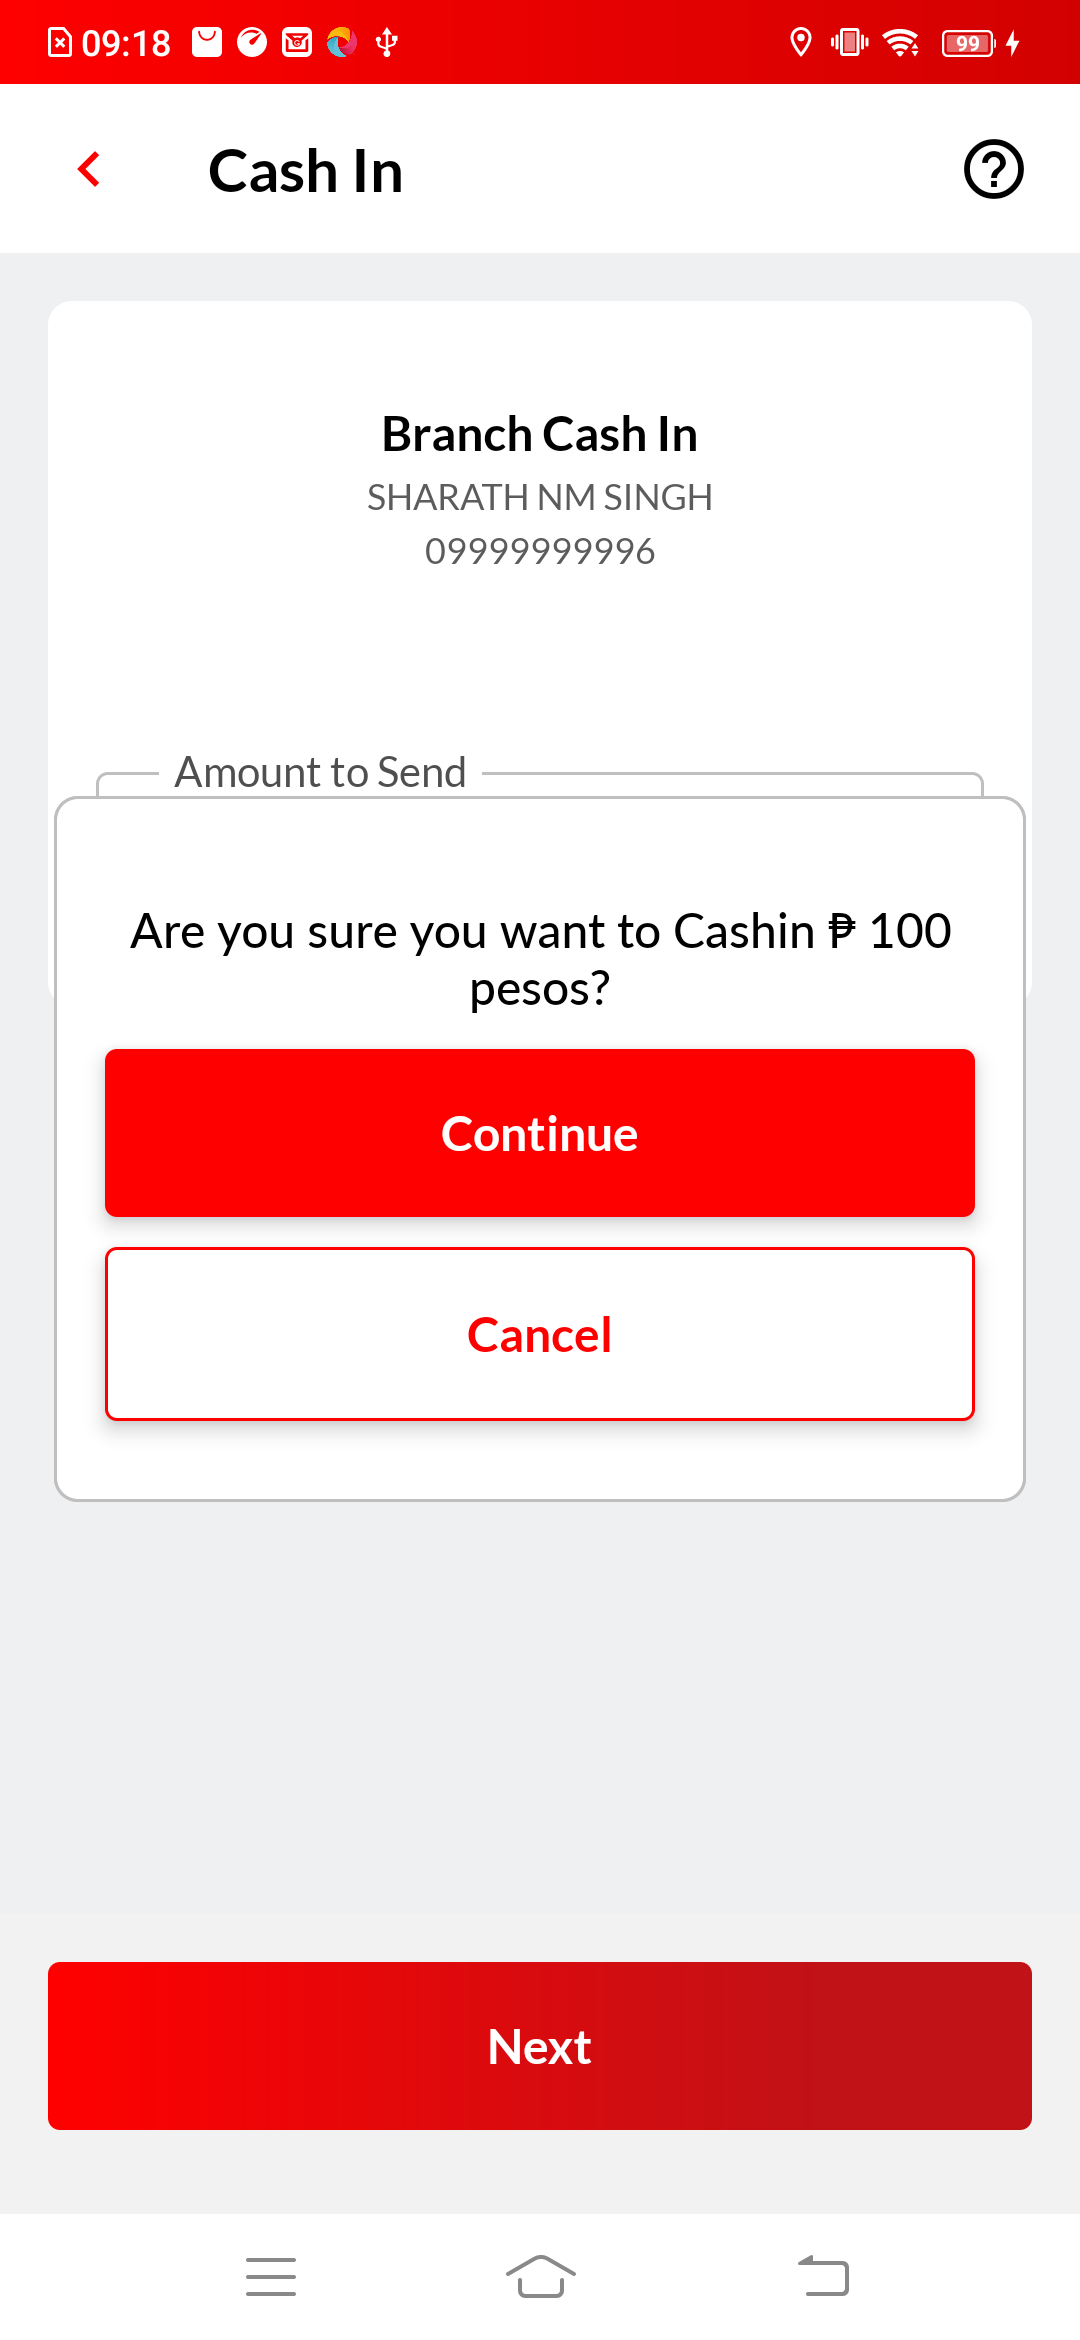 09:18
99
Cash In
Branch Cash In
SHARATH NM SINGH
09999999996
Amount to Send
Are you sure you want to Cashin ₱ 100
pesos?
Continue
Cancel
Next